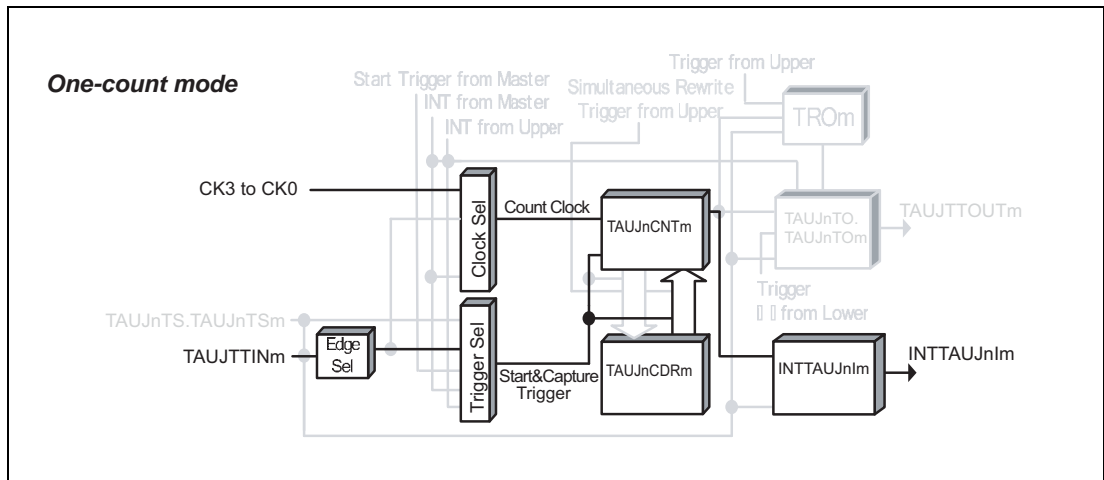 One-count mode
Trigger from Upper
Start Trigger from Master
Simultaneous Rewrite
INT from Master
Trigger from Upper
INT from Upper
TROm
CK3 to CK0
Clock Sel
Count Clock
TAUJnCNTm
TAUJnTO.
TAUJnTOm
TAUJTTOUTm
Trigger
from Lower
TAUJnTS.TAUJnTSm
TAUJTTINm
Edge
Sel
Trigger Sel
Start&Capture
Trigger
TAUJnCDRm
INTTAUJnIm
INTTAUJnIm